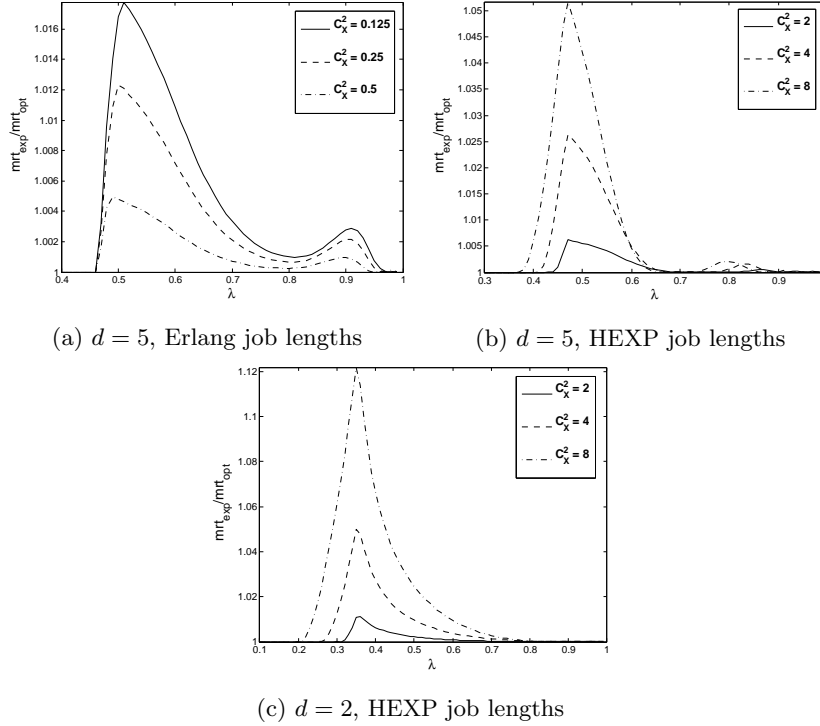 1.016
1.014
1.012
1.01
1.008
1.006
1.004
1.002
1
mrt_exp/mrt_opt
0.4 0.5 0.6 0.7 0.8 0.9 1
λ
C_X^2 = 0.125
C_X^2 = 0.25
C_X^2 = 0.5
(a) d = 5, Erlang job lengths
1.05
1.045
1.04
1.035
1.03
1.025
1.02
1.015
1.01
1.005
1
mrt_exp/mrt_opt
0.3 0.4 0.5 0.6 0.7 0.8 0.9
λ
C_X^2 = 2
C_X^2 = 4
C_X^2 = 8
(b) d = 5, HEXP job lengths
1.12
1.1
1.08
1.06
1.04
1.02
1
mrt_exp/mrt_opt
0.1 0.2 0.3 0.4 0.5 0.6 0.7 0.8 0.9 1
λ
C_X^2 = 2
C_X^2 = 4
C_X^2 = 8
(c) d = 2, HEXP job lengths